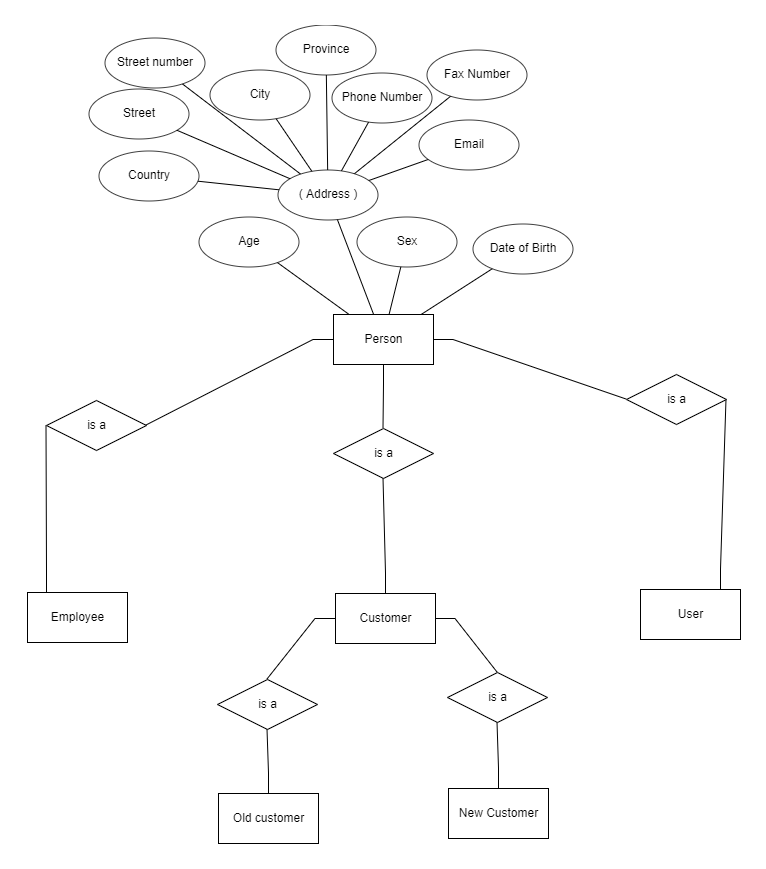 Province
Street number
Fax Number
City
Phone Number
Street
Email
Country
( Address )
Age
Sex
Date of Birth
Person
is a
is a
is a
Employee
Customer
User
is a
is a
Old customer
New Customer